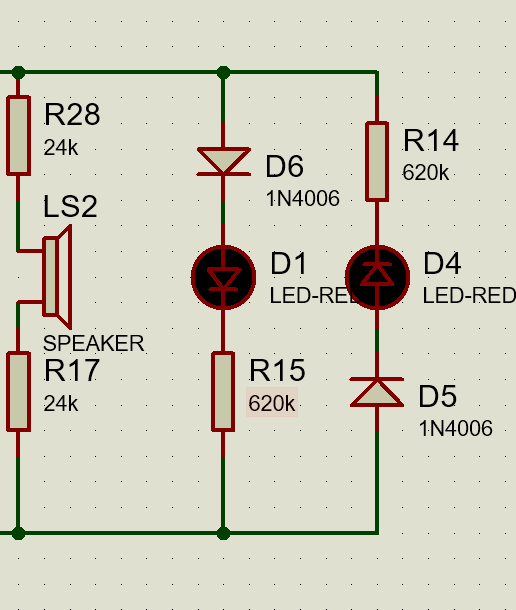 R28
24k
LS2
SPEAKER
R17
24k
D6
1N4006
D1
LED-RED
R15
620k
R14
620k
D4
LED-RED
D5
1N4006